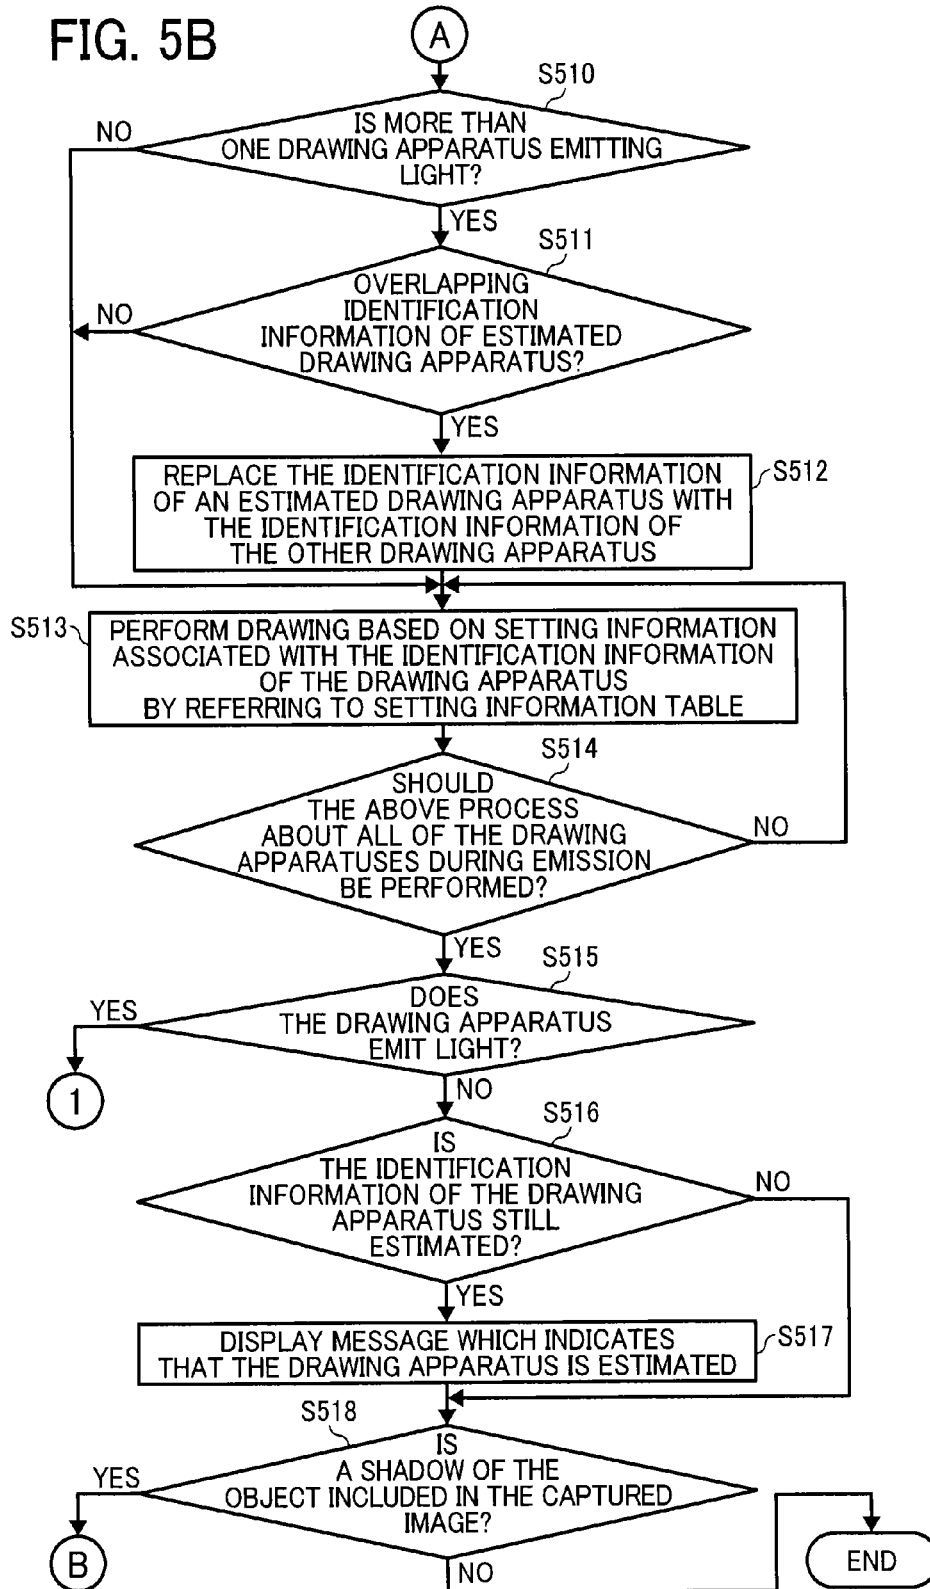 FIG. 5B
A
S510
IS MORE THAN
ONE DRAWING APPARATUS EMITTING
LIGHT?
NO
YES
S511
OVERLAPPING
IDENTIFICATION
INFORMATION OF ESTIMATED
DRAWING APPARATUS?
NO
YES
S512
REPLACE THE IDENTIFICATION INFORMATION
OF AN ESTIMATED DRAWING APPARATUS WITH
THE IDENTIFICATION INFORMATION OF
THE OTHER DRAWING APPARATUS
S513
PERFORM DRAWING BASED ON SETTING INFORMATION
ASSOCIATED WITH THE IDENTIFICATION INFORMATION
OF THE DRAWING APPARATUS
BY REFERRING TO SETTING INFORMATION TABLE
S514
SHOULD
THE ABOVE PROCESS
ABOUT ALL OF THE DRAWING
APPARATUSES DURING EMISSION
BE PERFORMED?
NO
YES
S515
DOES
THE DRAWING APPARATUS
EMIT LIGHT?
YES
1
NO
S516
IS
THE IDENTIFICATION
INFORMATION OF THE DRAWING
APPARATUS STILL
ESTIMATED?
NO
YES
S517
DISPLAY MESSAGE WHICH INDICATES
THAT THE DRAWING APPARATUS IS ESTIMATED
S518
IS
A SHADOW OF THE
OBJECT INCLUDED IN THE CAPTURED
IMAGE?
YES
B
NO
END